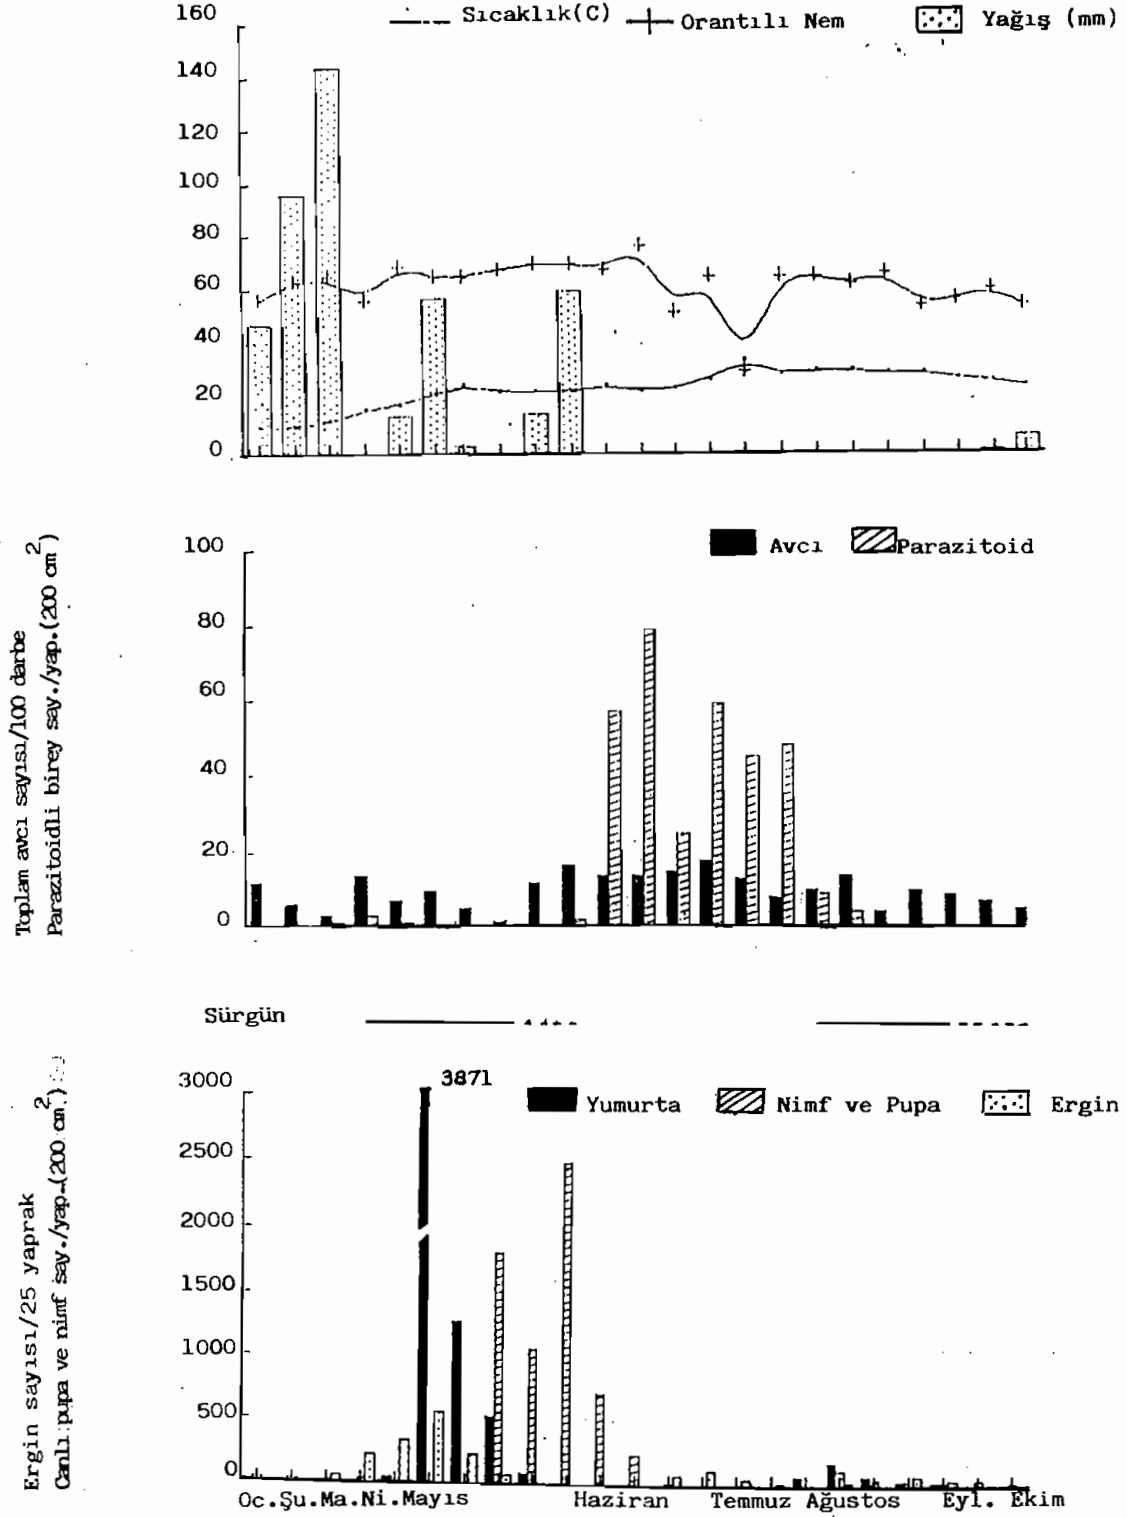 160
Sıcaklık(C)
Orantılı Nem
Yağış (mm)
140
120
100
80
60
40
20
0
100
Avcı
Parazitoid
80
60
40
20
0
Toplam avcı sayısı/100 darbe
Parazitoidli birey say./yap.(200 cm2)
Sürgün
3000
3871
Yumurta
Nimf ve Pupa
Ergin
2500
2000
1500
1000
500
0
Ergin sayısı/25 yaprak
Canlı pupa ve nimf say./yap.(200 cm2)
Oc.Şu.Ma.Ni.Mayıs Haziran Temmuz Ağustos Eyl. Ekim